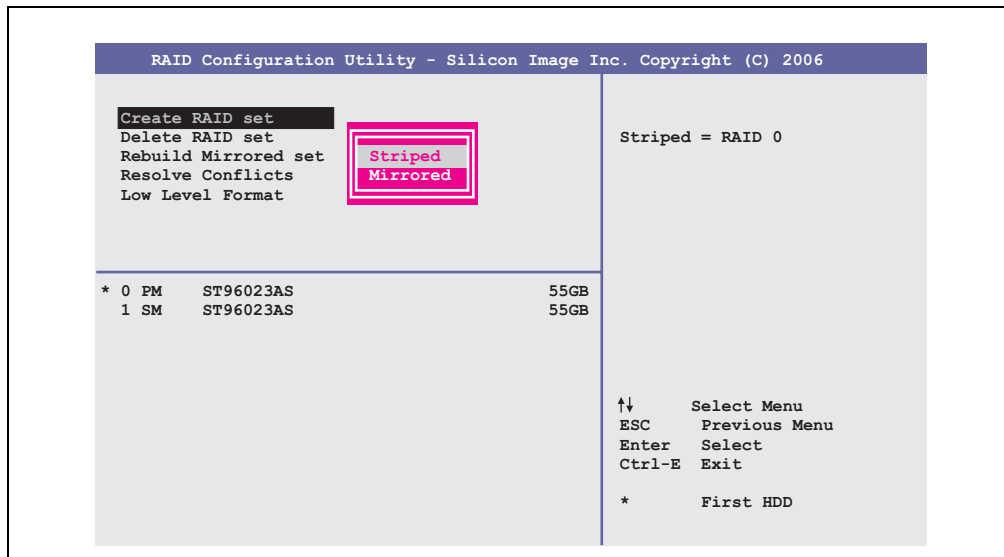 RAID Configuration Utility - Silicon Image Inc. Copyright (C) 2006
Create RAID set
Delete RAID set
Rebuild Mirrored set
Resolve Conflicts
Low Level Format
Striped
Mirrored
Striped = RAID 0
* 0 PM ST96023AS 55GB
1 SM ST96023AS 55GB
↑↓ Select Menu
ESC Previous Menu
Enter Select
Ctrl-E Exit
* First HDD